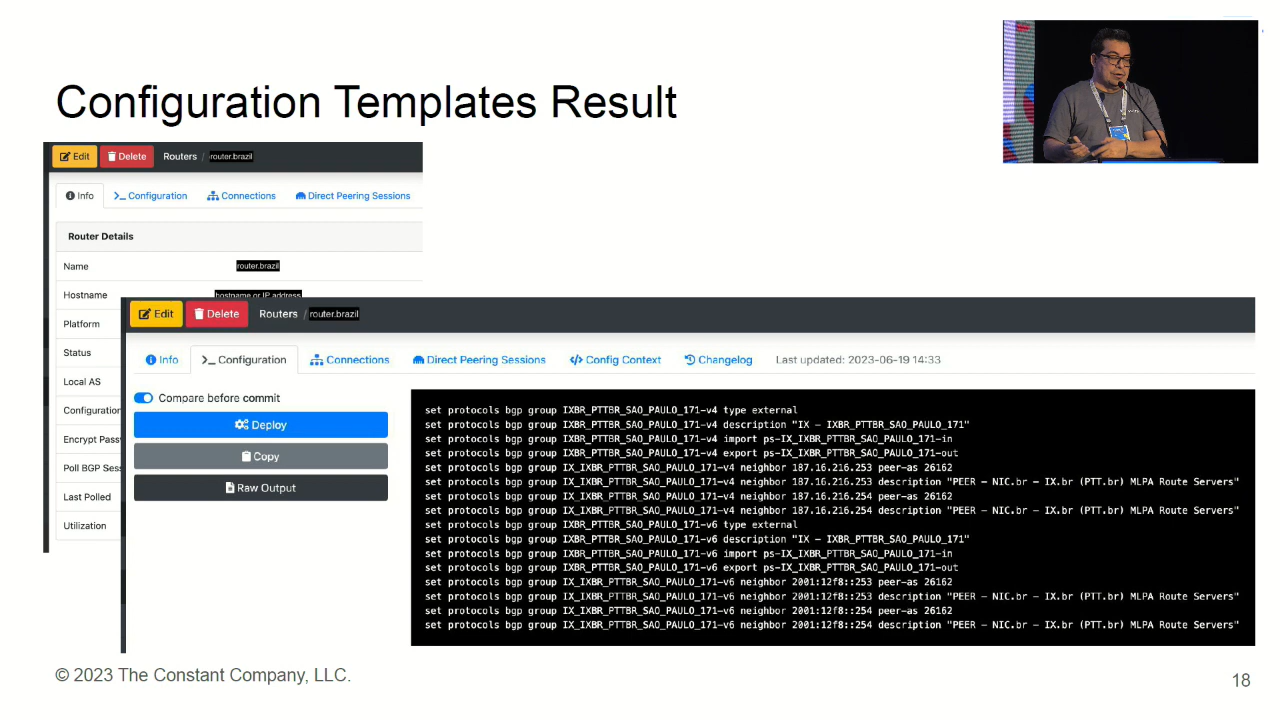 Configuration Templates Result
Edit Delete Routers / router.brazil
Info Configuration Connections Direct Peering Sessions
Router Details
Name router.brazil
Hostname hostname or IP address
Platform
Status
Local AS
Configuration
Encrypt Passw
Poll BGP Sess
Last Polled
Utilization
Edit Delete Routers / router.brazil
Info Configuration Connections Direct Peering Sessions Config Context Changelog Last updated: 2023-06-19 14:33
Compare before commit
Deploy
Copy
Raw Output
set protocols bgp group IXBR_PTTBR_SAO_PAULO_171-v4 type external
set protocols bgp group IXBR_PTTBR_SAO_PAULO_171-v4 description "IX – IXBR_PTTBR_SAO_PAULO_171"
set protocols bgp group IXBR_PTTBR_SAO_PAULO_171-v4 import ps-IX_IXBR_PTTBR_SAO_PAULO_171-in
set protocols bgp group IXBR_PTTBR_SAO_PAULO_171-v4 export ps-IX_IXBR_PTTBR_SAO_PAULO_171-out
set protocols bgp group IX_IXBR_PTTBR_SAO_PAULO_171-v4 neighbor 187.16.216.253 peer-as 26162
set protocols bgp group IX_IXBR_PTTBR_SAO_PAULO_171-v4 neighbor 187.16.216.253 description "PEER – NIC.br – IX.br (PTT.br) MLPA Route Servers"
set protocols bgp group IX_IXBR_PTTBR_SAO_PAULO_171-v4 neighbor 187.16.216.254 peer-as 26162
set protocols bgp group IX_IXBR_PTTBR_SAO_PAULO_171-v4 neighbor 187.16.216.254 description "PEER – NIC.br – IX.br (PTT.br) MLPA Route Servers"
set protocols bgp group IXBR_PTTBR_SAO_PAULO_171-v6 type external
set protocols bgp group IXBR_PTTBR_SAO_PAULO_171-v6 description "IX – IXBR_PTTBR_SAO_PAULO_171"
set protocols bgp group IXBR_PTTBR_SAO_PAULO_171-v6 import ps-IX_IXBR_PTTBR_SAO_PAULO_171-in
set protocols bgp group IXBR_PTTBR_SAO_PAULO_171-v6 export ps-IX_IXBR_PTTBR_SAO_PAULO_171-out
set protocols bgp group IX_IXBR_PTTBR_SAO_PAULO_171-v6 neighbor 2001:12f8::253 peer-as 26162
set protocols bgp group IX_IXBR_PTTBR_SAO_PAULO_171-v6 neighbor 2001:12f8::253 description "PEER – NIC.br – IX.br (PTT.br) MLPA Route Servers"
set protocols bgp group IX_IXBR_PTTBR_SAO_PAULO_171-v6 neighbor 2001:12f8::254 peer-as 26162
set protocols bgp group IX_IXBR_PTTBR_SAO_PAULO_171-v6 neighbor 2001:12f8::254 description "PEER – NIC.br – IX.br (PTT.br) MLPA Route Servers"
© 2023 The Constant Company, LLC.
18